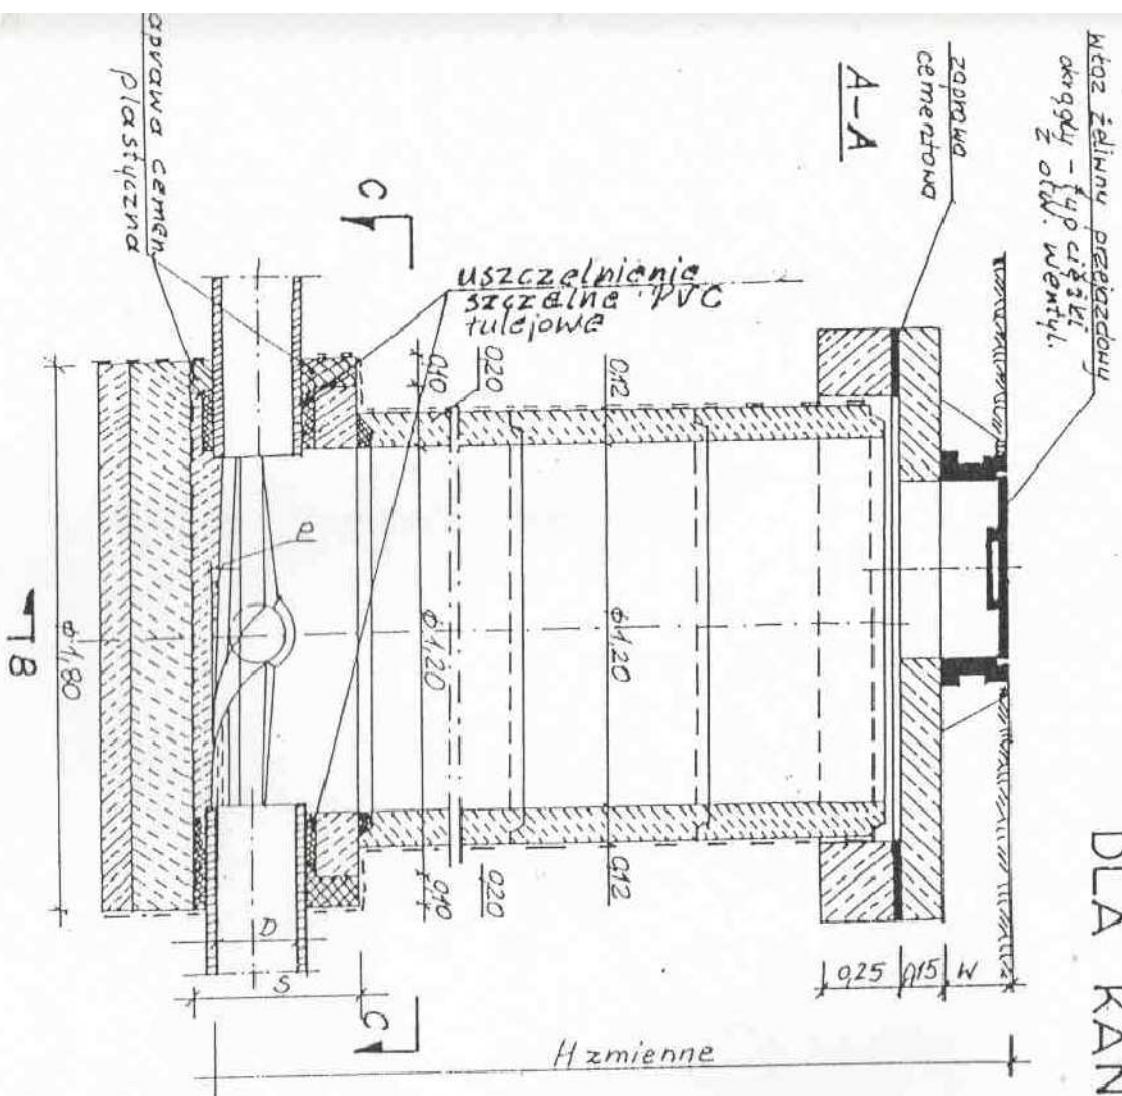 właz żeliwny przejazdowy
okrągły - typ ciężki
z otw. wentyl.
DLA KAN
zaprawa
cementowa
A-A
0,25
0,15
W
H zmienne
0,12
ϕ1,20
0,12
0,20
0,20
0,10
ϕ1,20
0,10
uszczelnienie
szczelne PVC
tulejowe
C
C
aprawa cemen
plastyczna
e
D
S
ϕ1,80
B